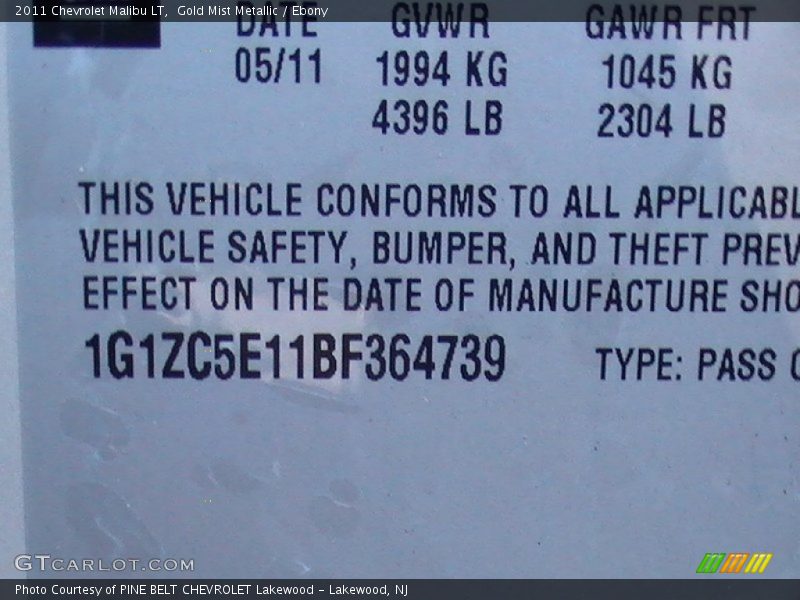 2011 Chevrolet Malibu LT, Gold Mist Metallic / Ebony
DATE GVWR GAWR FRT
05/11 1994 KG 1045 KG
4396 LB 2304 LB
THIS VEHICLE CONFORMS TO ALL APPLICABL
VEHICLE SAFETY, BUMPER, AND THEFT PREV
EFFECT ON THE DATE OF MANUFACTURE SHO
1G1ZC5E11BF364739 TYPE: PASS C
GTCARLOT.COM
Photo Courtesy of PINE BELT CHEVROLET Lakewood - Lakewood, NJ